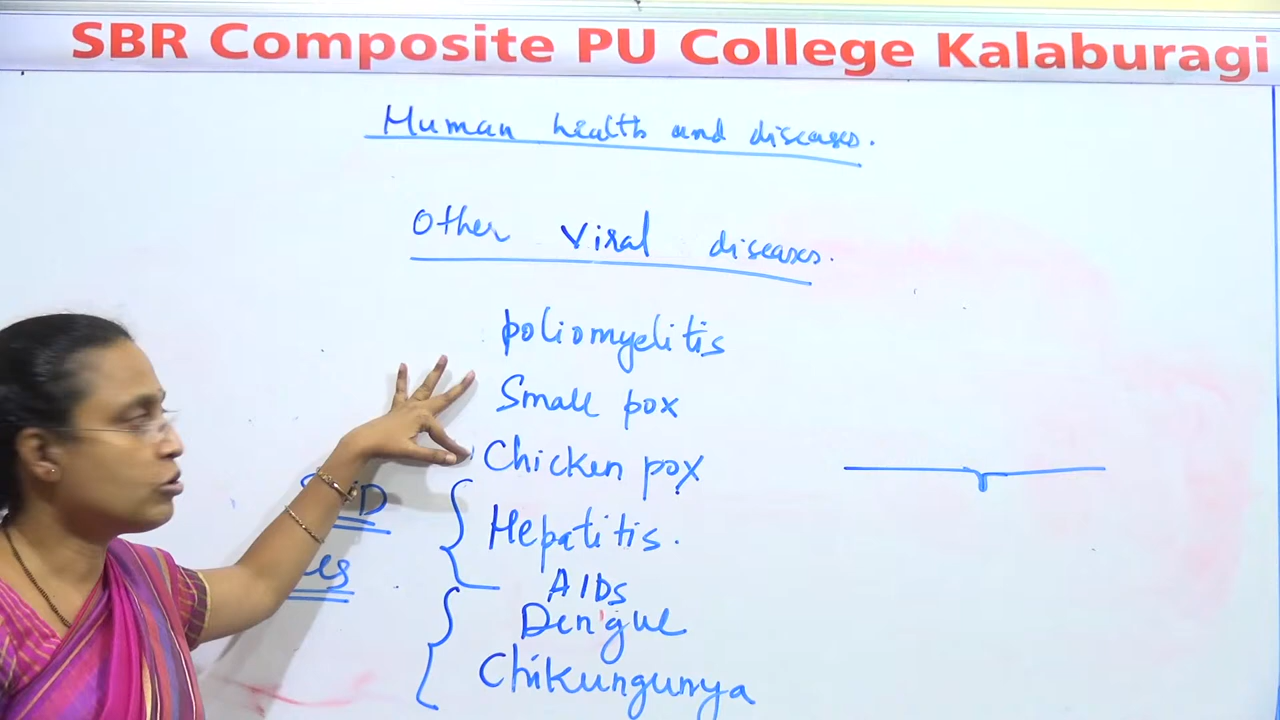 SBR Composite PU College Kalaburagi
Human health and diseases.
Other Viral diseases.
poliomyelitis
Small pox
Chicken pox
Hepatitis.
AIDs
Dengue
Chikungunya